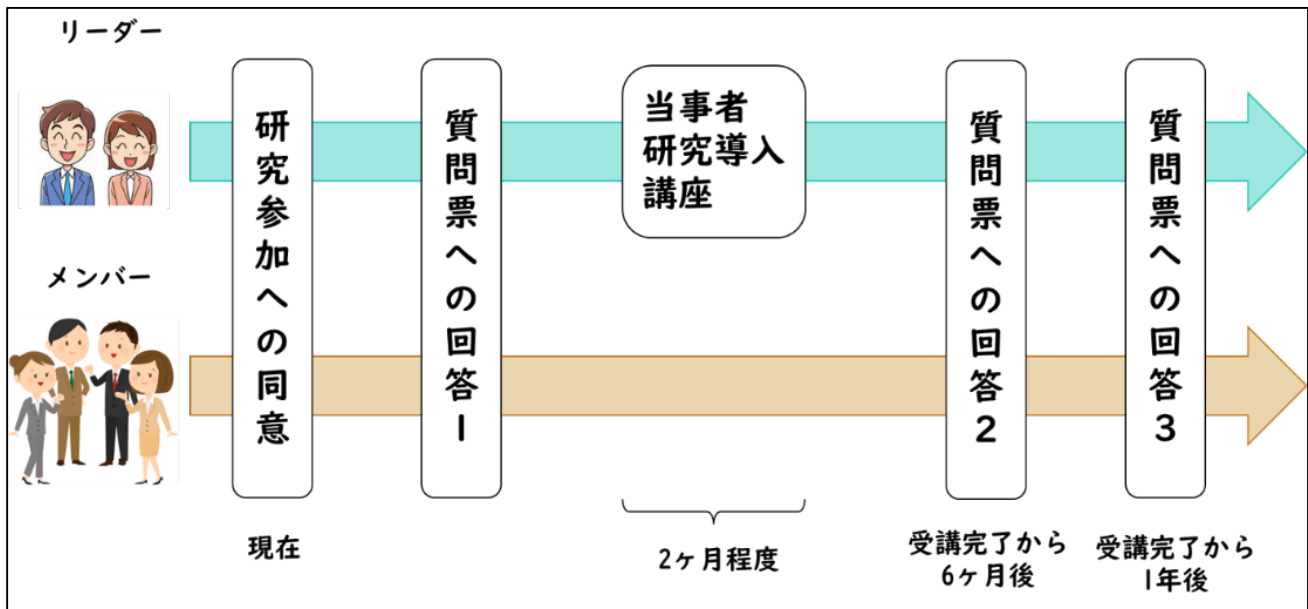 リーダー
メンバー
研究参加への同意
質問票への回答1
当事者
研究導入
講座
質問票への回答2
質問票への回答3
現在
2ヶ月程度
受講完了から
6ヶ月後
受講完了から
1年後